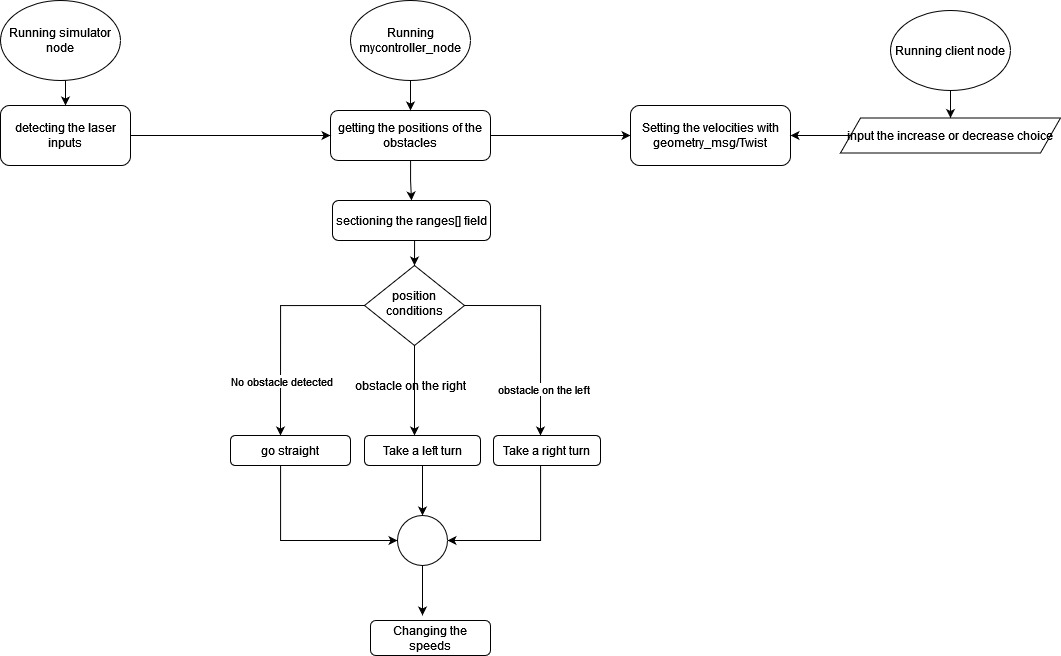 Running simulator
node
Running
mycontroller_node
Running client node
detecting the laser
inputs
getting the positions of the
obstacles
Setting the velocities with
geometry_msg/Twist
input the increase or decrease choice
sectioning the ranges[] field
position
conditions
No obstacle detected
obstacle on the right
obstacle on the left
go straight
Take a left turn
Take a right turn
Changing the
speeds